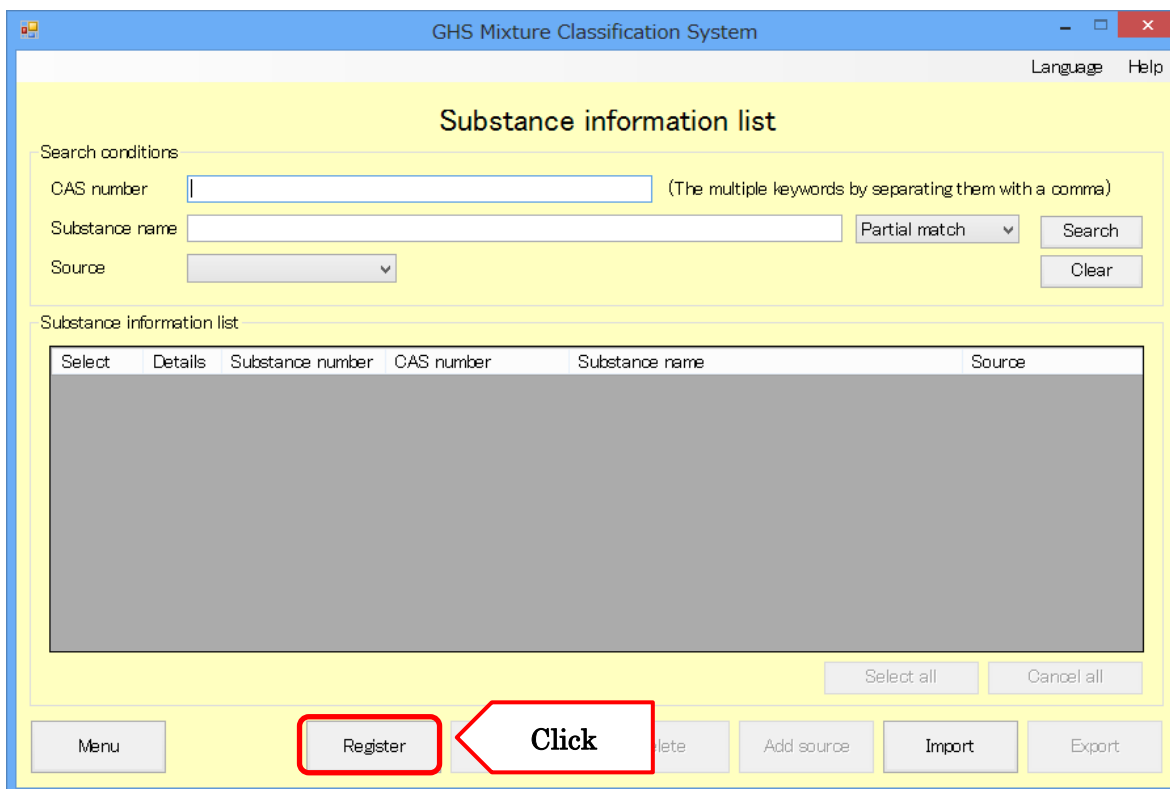 GHS Mixture Classification System
Language Help
Substance information list
Search conditions
CAS number (The multiple keywords by separating them with a comma)
Substance name Partial match Search
Source Clear
Substance information list
Select Details Substance number CAS number Substance name Source
Select all Cancel all
Menu Register Click lete Add source Import Export